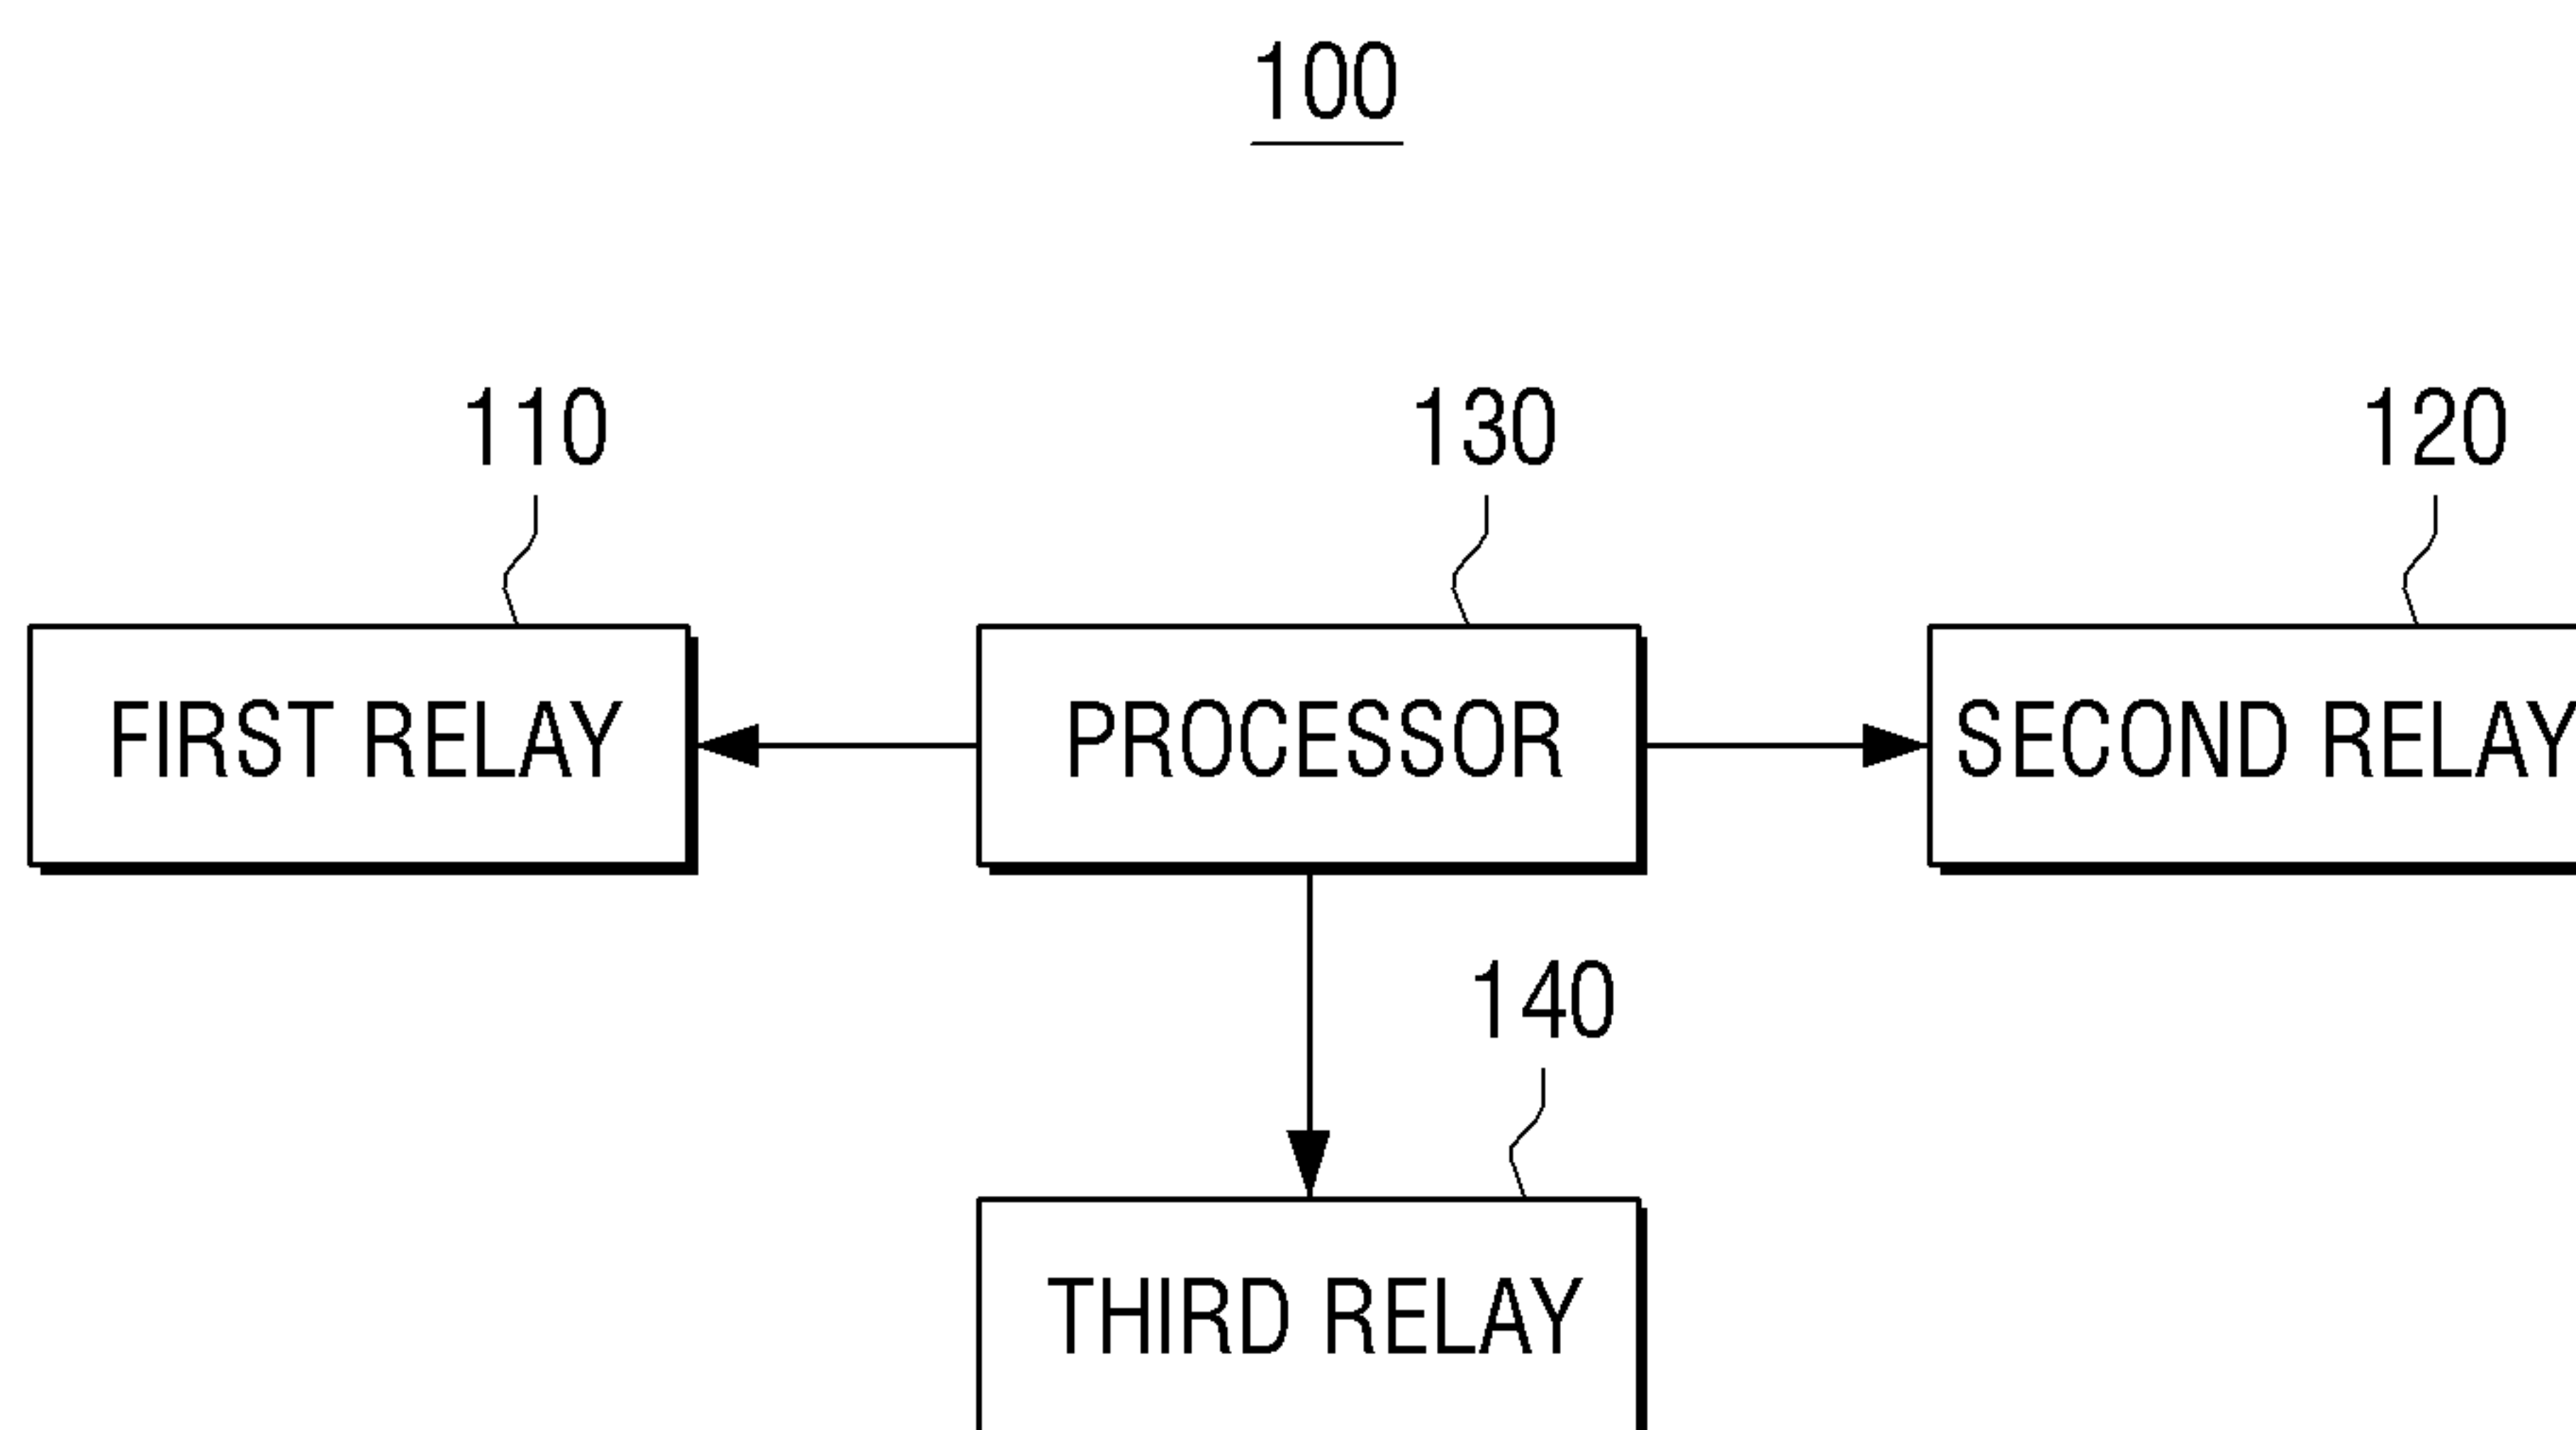 100
110
130
120
FIRST RELAY
PROCESSOR
SECOND RELAY
140
THIRD RELAY